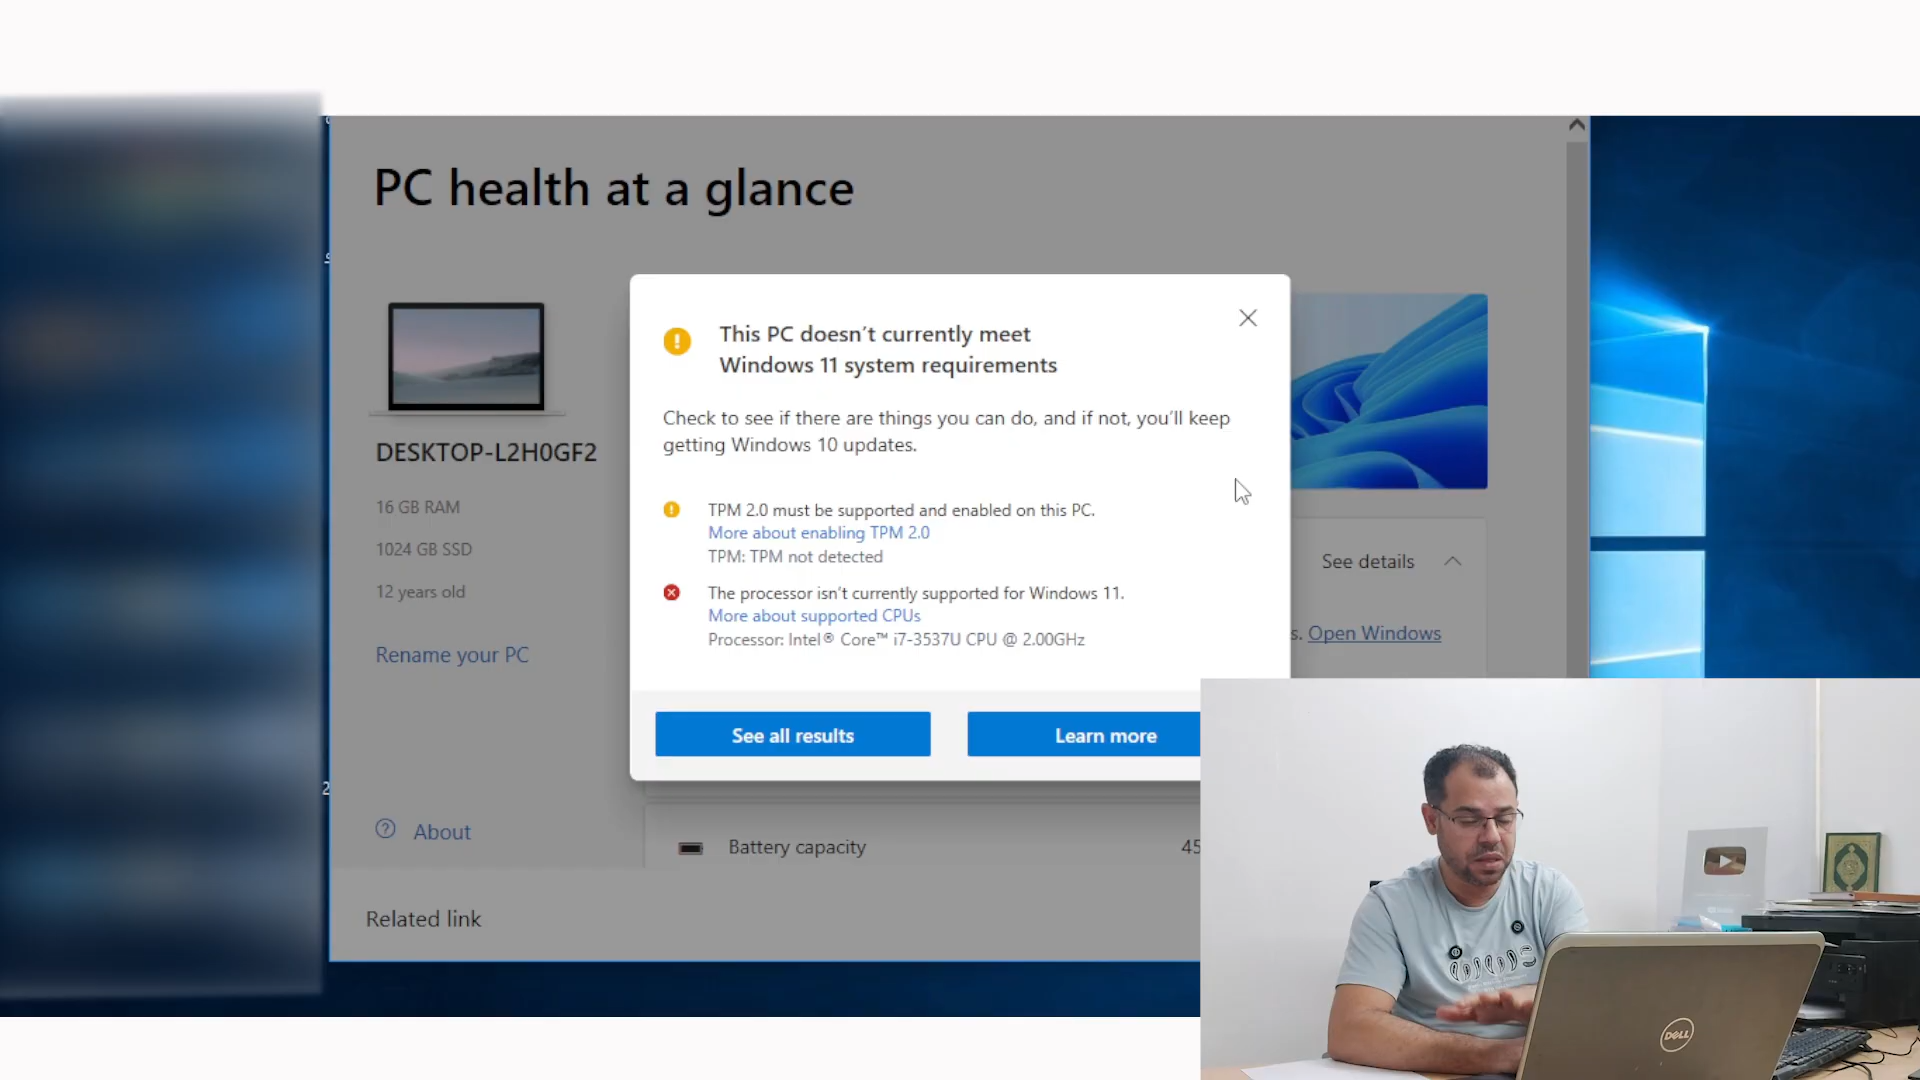 PC health at a glance
DESKTOP-L2H0GF2
16 GB RAM
1024 GB SSD
12 years old
Rename your PC
About
Related link
This PC doesn't currently meet
Windows 11 system requirements
Check to see if there are things you can do, and if not, you'll keep
getting Windows 10 updates.
TPM 2.0 must be supported and enabled on this PC.
More about enabling TPM 2.0
TPM: TPM not detected
The processor isn't currently supported for Windows 11.
More about supported CPUs
Processor: Intel® Core™ i7-3537U CPU @ 2.00GHz
See all results
Learn more
See details
s. Open Windows
Battery capacity
45
DELL